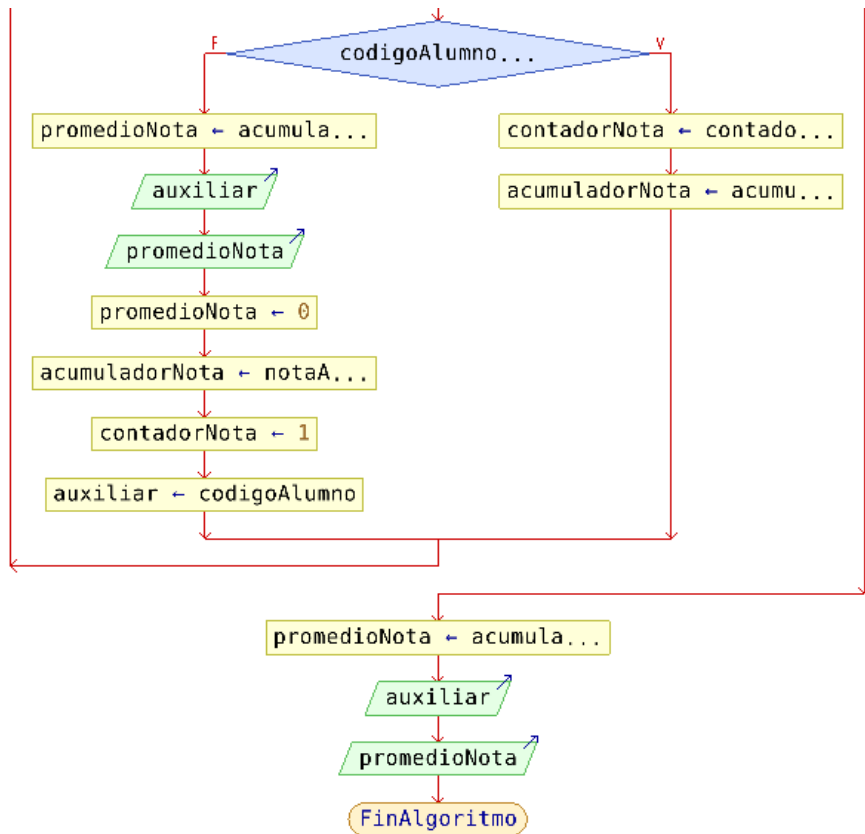 codigoAlumno...
F
V
promedioNota ← acumula...
auxiliar
promedioNota
promedioNota ← 0
acumuladorNota ← notaA...
contadorNota ← 1
auxiliar ← codigoAlumno
contadorNota ← contado...
acumuladorNota ← acumu...
promedioNota ← acumula...
auxiliar
promedioNota
FinAlgoritmo